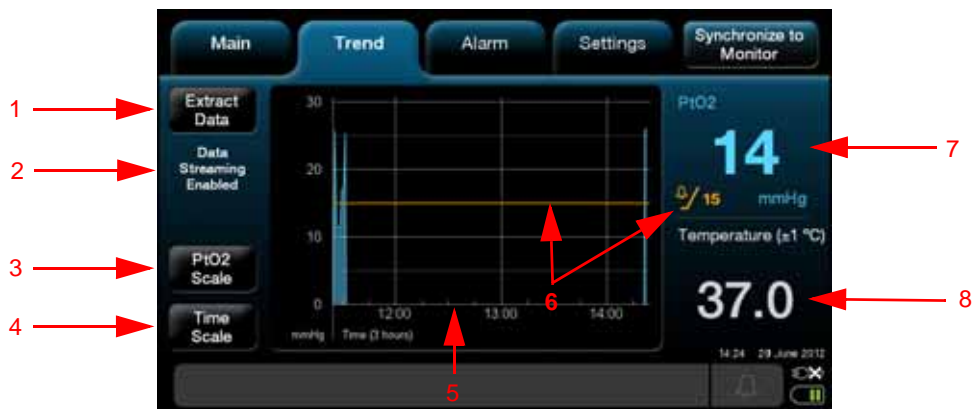 Main
Trend
Alarm
Settings
Synchronize to
Monitor
1
Extract
Data
2
Data
Streaming
Enabled
3
PtO2
Scale
4
Time
Scale
30
20
10
0
12:00
13:00
14:00
mmHg
Time (3 hours)
5
6
PtO2
14
7
15
mmHg
Temperature (±1 °C)
37.0
8
14:24
29 June 2012